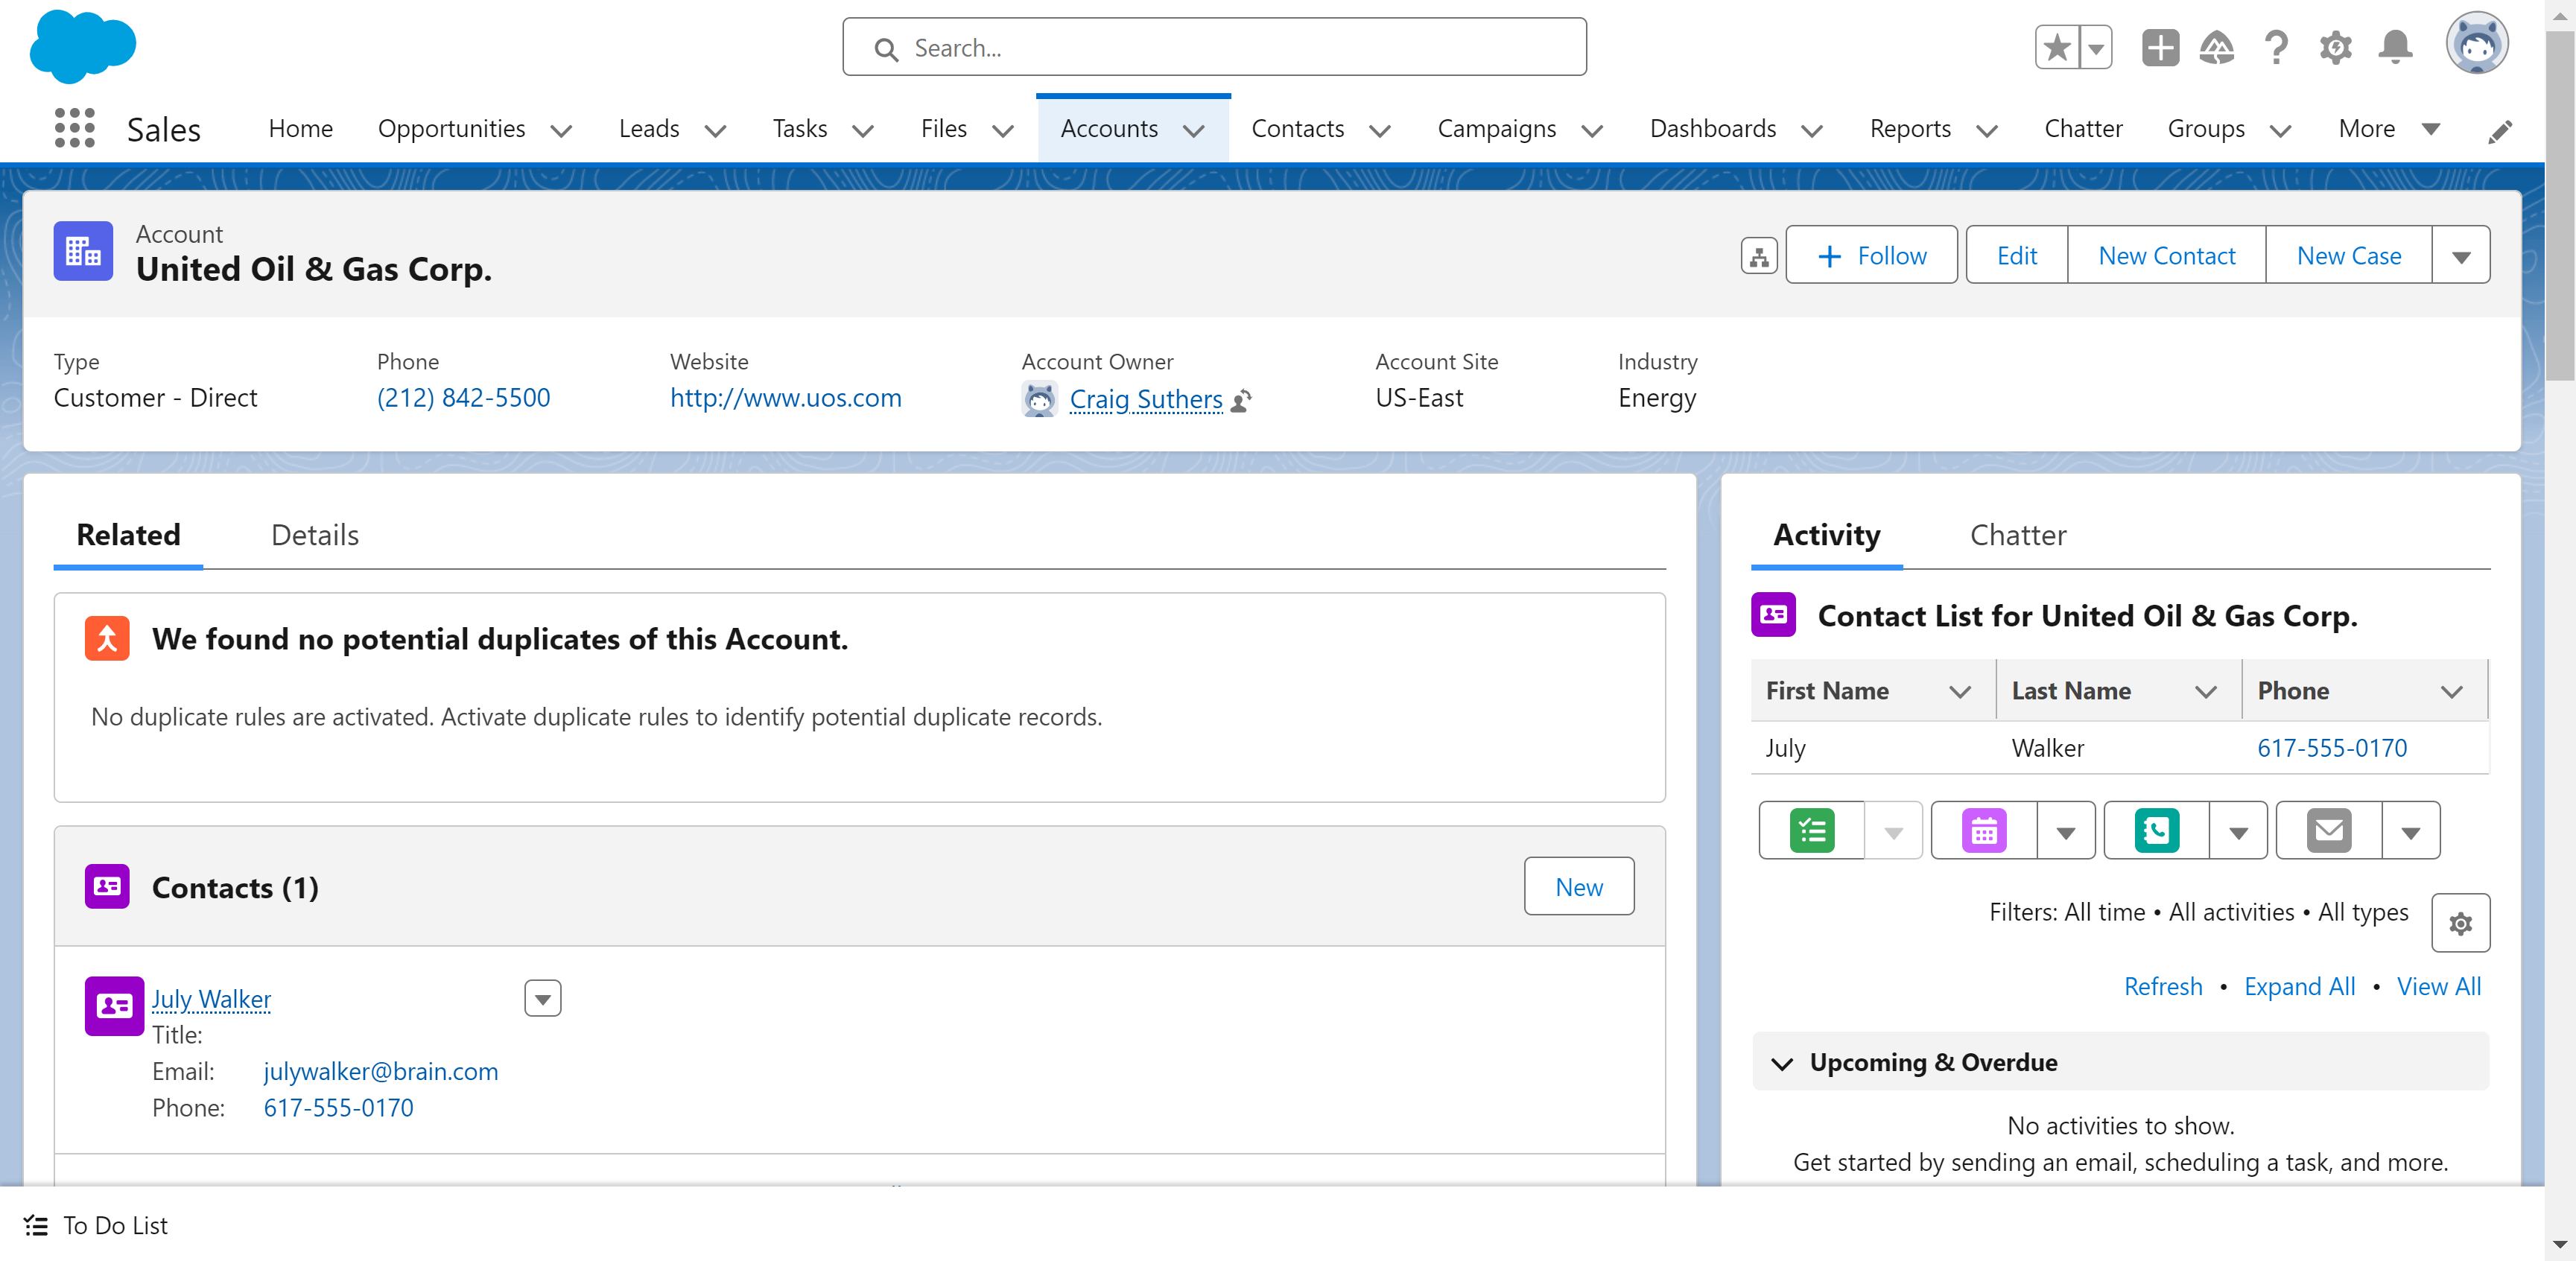 Search...
Sales
Home
Opportunities
Leads
Tasks
Files
Accounts
Contacts
Campaigns
Dashboards
Reports
Chatter
Groups
More
Account
United Oil & Gas Corp.
Follow
Edit
New Contact
New Case
Type
Customer - Direct
Phone
(212) 842-5500
Website
http://www.uos.com
Account Owner
Craig Suthers
Account Site
US-East
Industry
Energy
Related
Details
We found no potential duplicates of this Account.
No duplicate rules are activated. Activate duplicate rules to identify potential duplicate records.
Contacts (1)
New
July Walker
Title:
Email: julywalker@brain.com
Phone: 617-555-0170
Activity
Chatter
Contact List for United Oil & Gas Corp.
First Name Last Name Phone
July Walker 617-555-0170
Filters: All time • All activities • All types
Refresh • Expand All • View All
Upcoming & Overdue
No activities to show.
Get started by sending an email, scheduling a task, and more.
To Do List